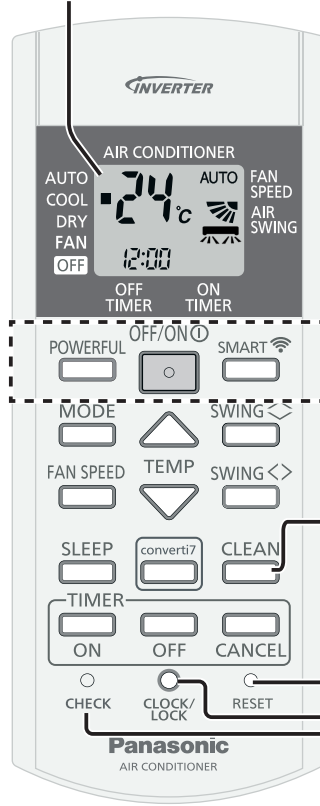 INVERTER
AIR CONDITIONER
AUTO
COOL
DRY
FAN
OFF
24°C
AUTO
FAN
SPEED
AIR
SWING
12:00
OFF
TIMER
ON
TIMER
POWERFUL
OFF/ON
SMART
MODE
SWING
FAN SPEED
TEMP
SWING
SLEEP
converti7
CLEAN
TIMER
ON
OFF
CANCEL
CHECK
CLOCK/
LOCK
RESET
Panasonic
AIR CONDITIONER